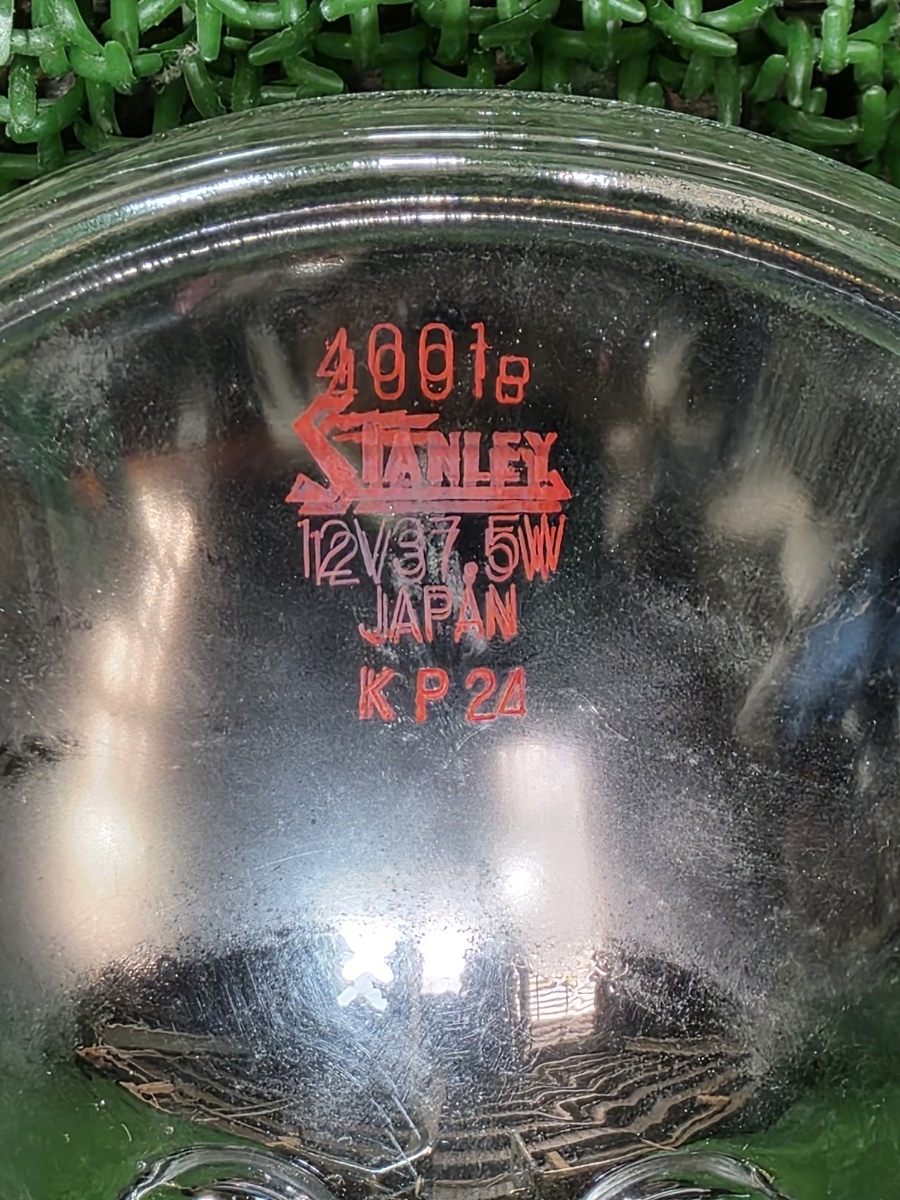 4001B
STANLEY
12V37.5W
JAPAN
KP24